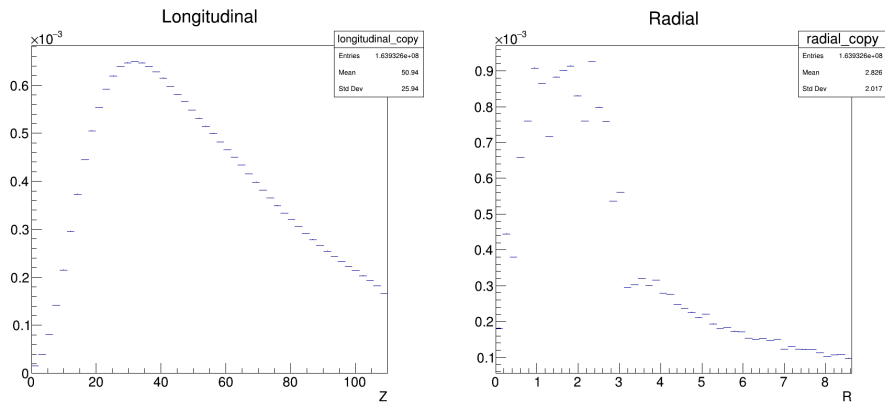 Longitudinal
×10⁻³
longitudinal_copy
Entries 1.639326e+08
Mean 50.94
Std Dev 25.94
0.6
0.5
0.4
0.3
0.2
0.1
0
0 20 40 60 80 100
Z
Radial
×10⁻³
radial_copy
Entries 1.639326e+08
Mean 2.826
Std Dev 2.017
0.9
0.8
0.7
0.6
0.5
0.4
0.3
0.2
0.1
0 1 2 3 4 5 6 7 8
R